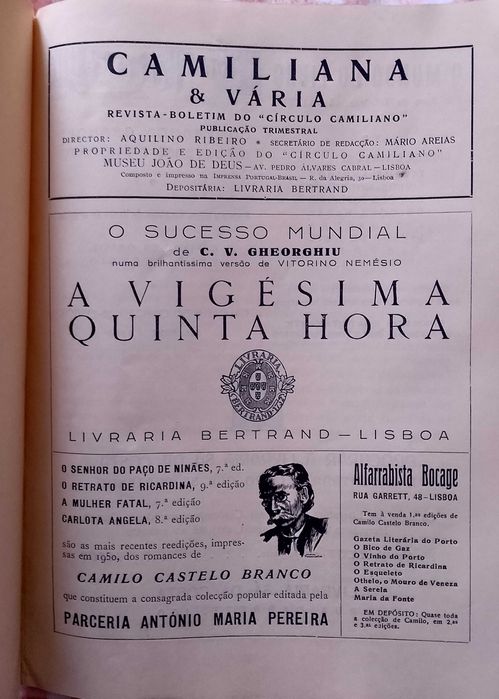 CAMILIANA
& VÁRIA
REVISTA-BOLETIM DO "CÍRCULO CAMILIANO"
PUBLICAÇÃO TRIMESTRAL
DIRECTOR: AQUILINO RIBEIRO * SECRETÁRIO DE REDACÇÃO: MÁRIO AREIAS
PROPRIEDADE E EDIÇÃO DO "CÍRCULO CAMILIANO"
MUSEU JOÃO DE DEUS—AV. PEDRO ÁLVARES CABRAL—LISBOA
Composto e impresso na IMPRENSA PORTUGAL-BRASIL — R. da Alegria, 30—Lisboa
DEPOSITÁRIA: LIVRARIA BERTRAND
O SUCESSO MUNDIAL
de C. V. GHEORGHIU
numa brilhantíssima versão de VITORINO NEMÉSIO
A VIGÉSIMA
QUINTA HORA
LIVRARIA
BERTRAND
LIVRARIA BERTRAND—LISBOA
O SENHOR DO PAÇO DE NINÃES, 7.ª ed.
O RETRATO DE RICARDINA, 9.ª edição
A MULHER FATAL, 7.ª edição
CARLOTA ANGELA, 8.ª edição
são as mais recentes reedições, impres-
sas em 1950, dos romances de
CAMILO CASTELO BRANCO
que constituem a consagrada colecção popular editada pela
PARCERIA ANTÓNIO MARIA PEREIRA
Alfarrabista Bocage
RUA GARRETT, 48—LISBOA
Tem à venda 1.ªs edições de
Camilo Castelo Branco.
Gazeta Literária do Porto
O Bico de Gaz
O Vinho do Porto
O Retrato de Ricardina
O Esqueleto
Othelo, o Mouro de Veneza
A Sereia
Maria da Fonte
EM DEPÓSITO: Quase toda
a colecção de Camilo, em 2.ªs
e 3.ªs edições.